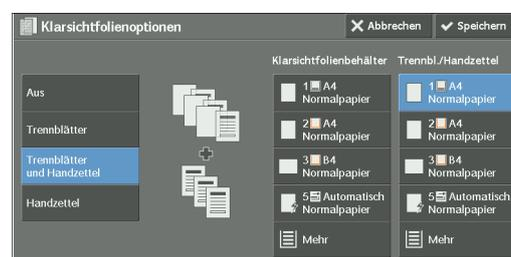 Klarsichtfolienoptionen
Abbrechen
Speichern
Klarsichtfolienbehälter
Trennbl./Handzettel
Aus
Trennblätter
Trennblätter
und Handzettel
Handzettel
1 A4
Normalpapier
2 A4
Normalpapier
3 B4
Normalpapier
5 Automatisch
Normalpapier
Mehr
1 A4
Normalpapier
2 A4
Normalpapier
3 B4
Normalpapier
5 Automatisch
Normalpapier
Mehr